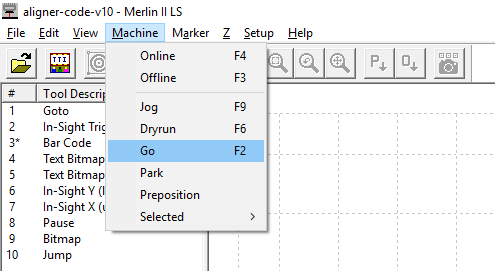 aligner-code-v10 - Merlin II LS
File Edit View Machine Marker Z Setup Help
TTI
P↓ O↓
# Tool Descrip
1 Goto
2 In-Sight Trig
3* Bar Code
4 Text Bitmap
5 Text Bitmap
6 In-Sight Y (l
7 In-Sight X (u
8 Pause
9 Bitmap
10 Jump
Online F4
Offline F3
Jog F9
Dryrun F6
Go F2
Park
Preposition
Selected >